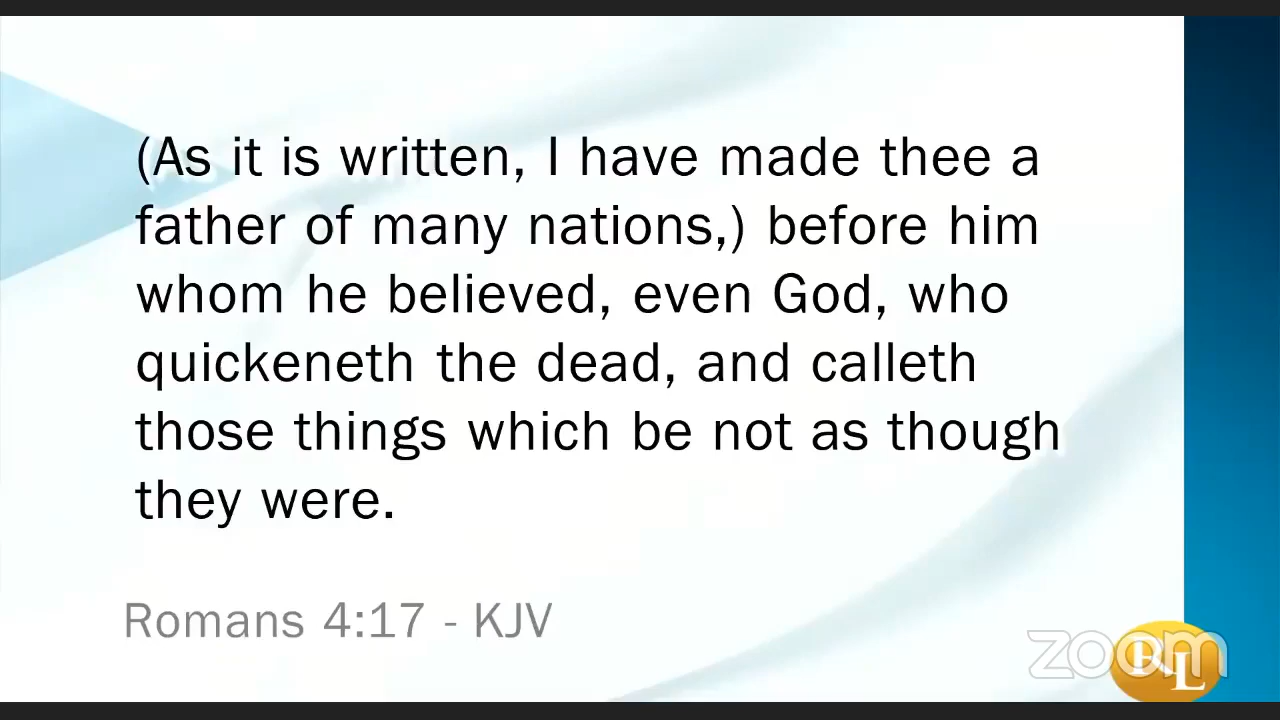 (As it is written, I have made thee a
father of many nations,) before him
whom he believed, even God, who
quickeneth the dead, and calleth
those things which be not as though
they were.
Romans 4:17 - KJV
zoom
RL